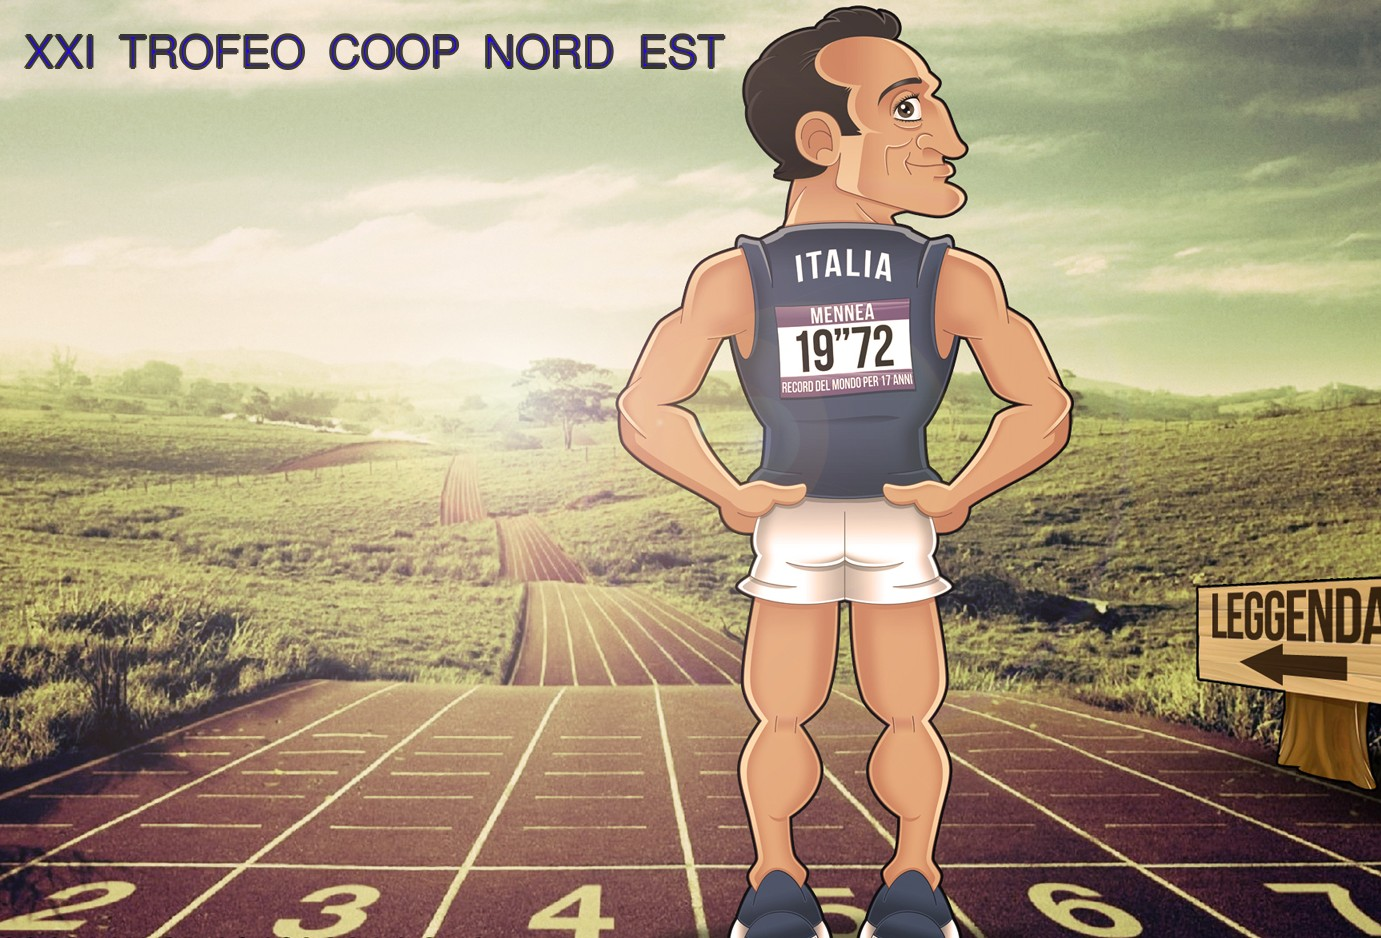 XXI TROFEO COOP NORD EST
ITALIA
MENNEA
19”72
RECORD DEL MONDO PER 17 ANNI
LEGGENDA
2 3 4 5 6 7